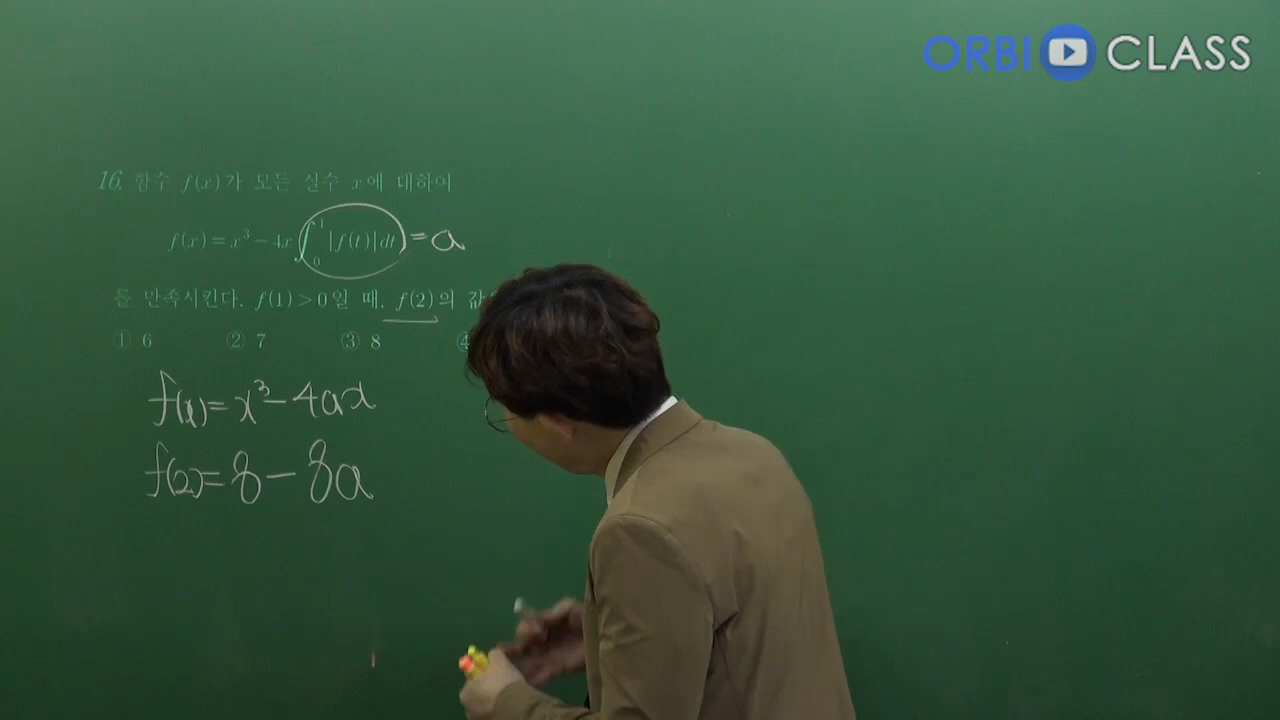 ORBI CLASS
16. 함수 f(x)가 모든 실수 x에 대하여
f(x)=x³-4x∫₀¹|f(t)|dt = a
를 만족시킨다. f(1)>0일 때, f(2)의
① 6 ② 7 ③ 8 ④
f(x)=x³-4ax
f(2)=8-8a